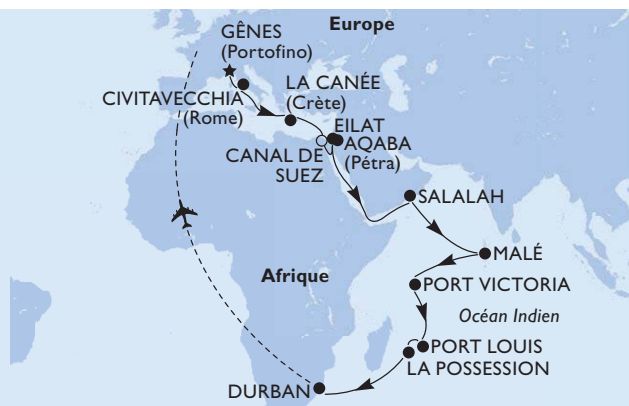 Europe
GÊNES
(Portofino)
CIVITAVECCHIA
(Rome)
LA CANÉE
(Crète)
EILAT
AQABA
(Pétra)
CANAL DE
SUEZ
SALALAH
MALÉ
Afrique
PORT VICTORIA
Océan Indien
PORT LOUIS
LA POSSESSION
DURBAN